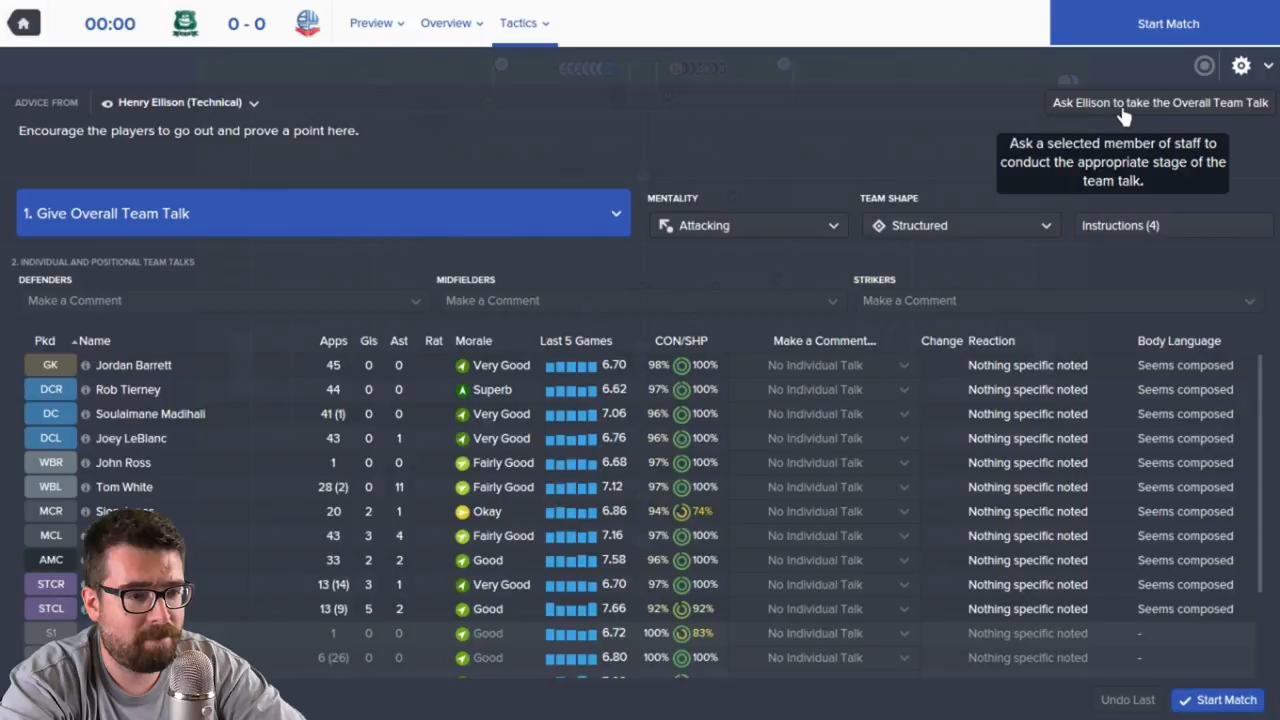 00:00 0 - 0 Preview Overview Tactics Start Match
ADVICE FROM Henry Ellison (Technical) Ask Ellison to take the Overall Team Talk
Encourage the players to go out and prove a point here.
Ask a selected member of staff to
conduct the appropriate stage of the
team talk.
MENTALITY TEAM SHAPE
1. Give Overall Team Talk Attacking Structured Instructions (4)
2. INDIVIDUAL AND POSITIONAL TEAM TALKS
DEFENDERS MIDFIELDERS STRIKERS
Make a Comment Make a Comment Make a Comment
Pkd Name Apps Gls Ast Rat Morale Last 5 Games CON/SHP Make a Comment... Change Reaction Body Language
GK Jordan Barrett 45 0 0 Very Good 6.70 98% 100% No Individual Talk Nothing specific noted Seems composed
DCR Rob Tierney 44 0 0 Superb 6.62 97% 100% No Individual Talk Nothing specific noted Seems composed
DC Soulaimane Madihali 41 (1) 0 0 Very Good 7.06 96% 100% No Individual Talk Nothing specific noted Seems composed
DCL Joey LeBlanc 43 0 1 Very Good 6.76 96% 100% No Individual Talk Nothing specific noted Seems composed
WBR John Ross 1 0 0 Fairly Good 6.68 97% 100% No Individual Talk Nothing specific noted Seems composed
WBL Tom White 28 (2) 0 11 Fairly Good 7.12 97% 100% No Individual Talk Nothing specific noted Seems composed
MCR 20 2 1 Okay 6.86 94% 74% No Individual Talk Nothing specific noted Seems composed
MCL 43 3 4 Fairly Good 7.16 97% 100% No Individual Talk Nothing specific noted Seems composed
AMC 33 2 2 Good 7.58 96% 100% No Individual Talk Nothing specific noted Seems composed
STCR 13 (14) 3 1 Very Good 6.70 97% 100% No Individual Talk Nothing specific noted Seems composed
STCL 13 (9) 5 2 Good 7.66 92% 92% No Individual Talk Nothing specific noted Seems composed
S1 1 0 0 Good 6.72 100% 83% No Individual Talk Nothing specific noted -
6 (26) 0 0 Good 6.80 100% 100% No Individual Talk Nothing specific noted -
Undo Last Start Match